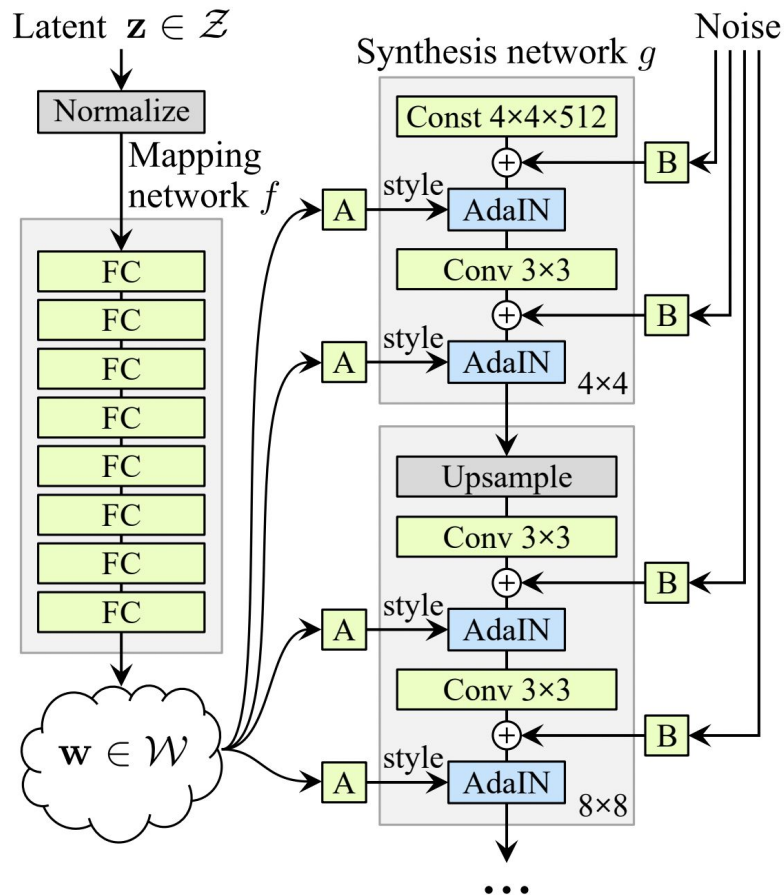 Latent z ∈ 𝒵
Normalize
Mapping
network f
FC
FC
FC
FC
FC
FC
FC
FC
w ∈ 𝒲
Synthesis network g
Noise
Const 4×4×512
B
A
style
AdaIN
Conv 3×3
B
A
style
AdaIN
4×4
Upsample
Conv 3×3
B
A
style
AdaIN
Conv 3×3
B
A
style
AdaIN
8×8
...